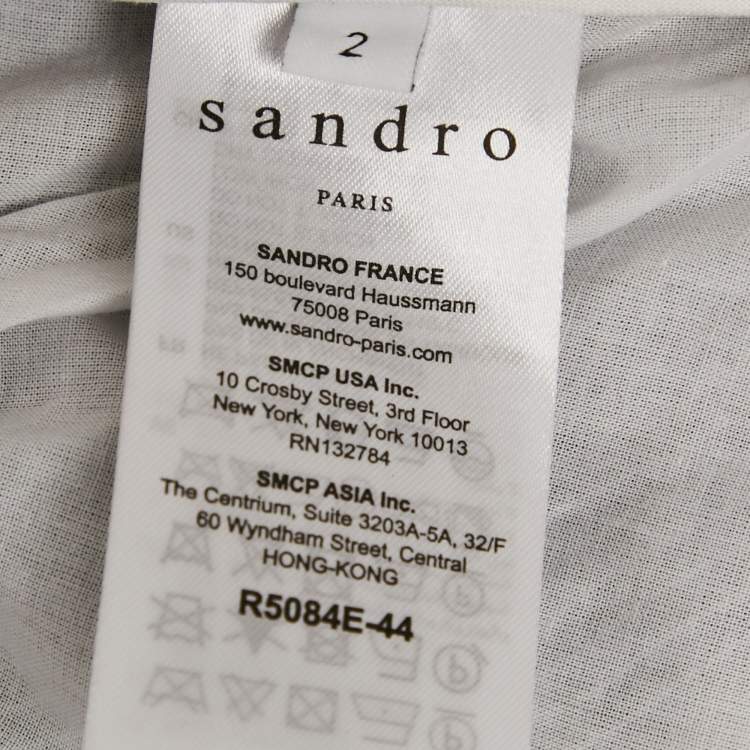 2
sandro
PARIS
SANDRO FRANCE
150 boulevard Haussmann
75008 Paris
www.sandro-paris.com
SMCP USA Inc.
10 Crosby Street, 3rd Floor
New York, New York 10013
RN132784
SMCP ASIA Inc.
The Centrium, Suite 3203A-5A, 32/F
60 Wyndham Street, Central
HONG-KONG
R5084E-44